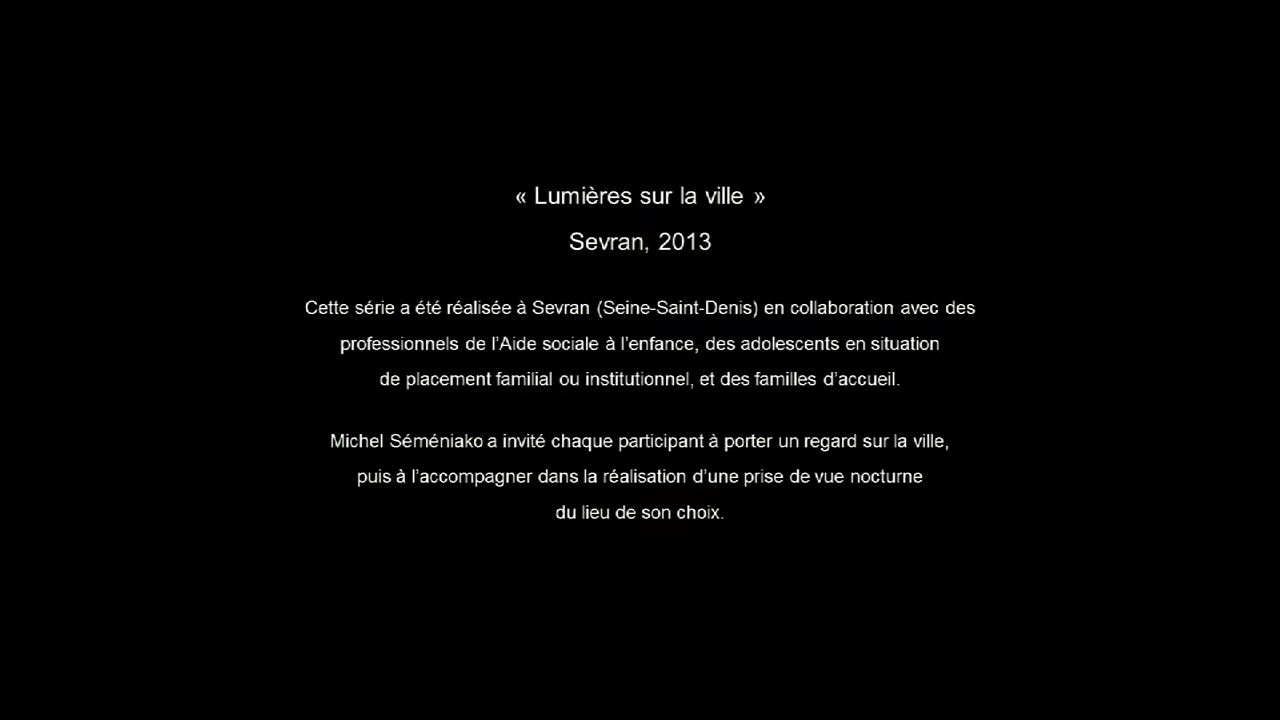 « Lumières sur la ville »
Sevran, 2013
Cette série a été réalisée à Sevran (Seine-Saint-Denis) en collaboration avec des
professionnels de l’Aide sociale à l’enfance, des adolescents en situation
de placement familial ou institutionnel, et des familles d’accueil.
Michel Séméniako a invité chaque participant à porter un regard sur la ville,
puis à l’accompagner dans la réalisation d’une prise de vue nocturne
du lieu de son choix.